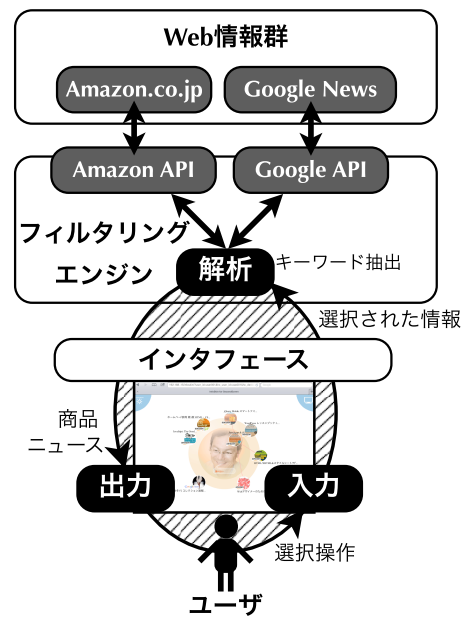 Web情報群
Amazon.co.jp
Google News
Amazon API
Google API
フィルタリング
エンジン
解析
キーワード抽出
選択された情報
インタフェース
商品
ニュース
出力
入力
選択操作
ユーザ